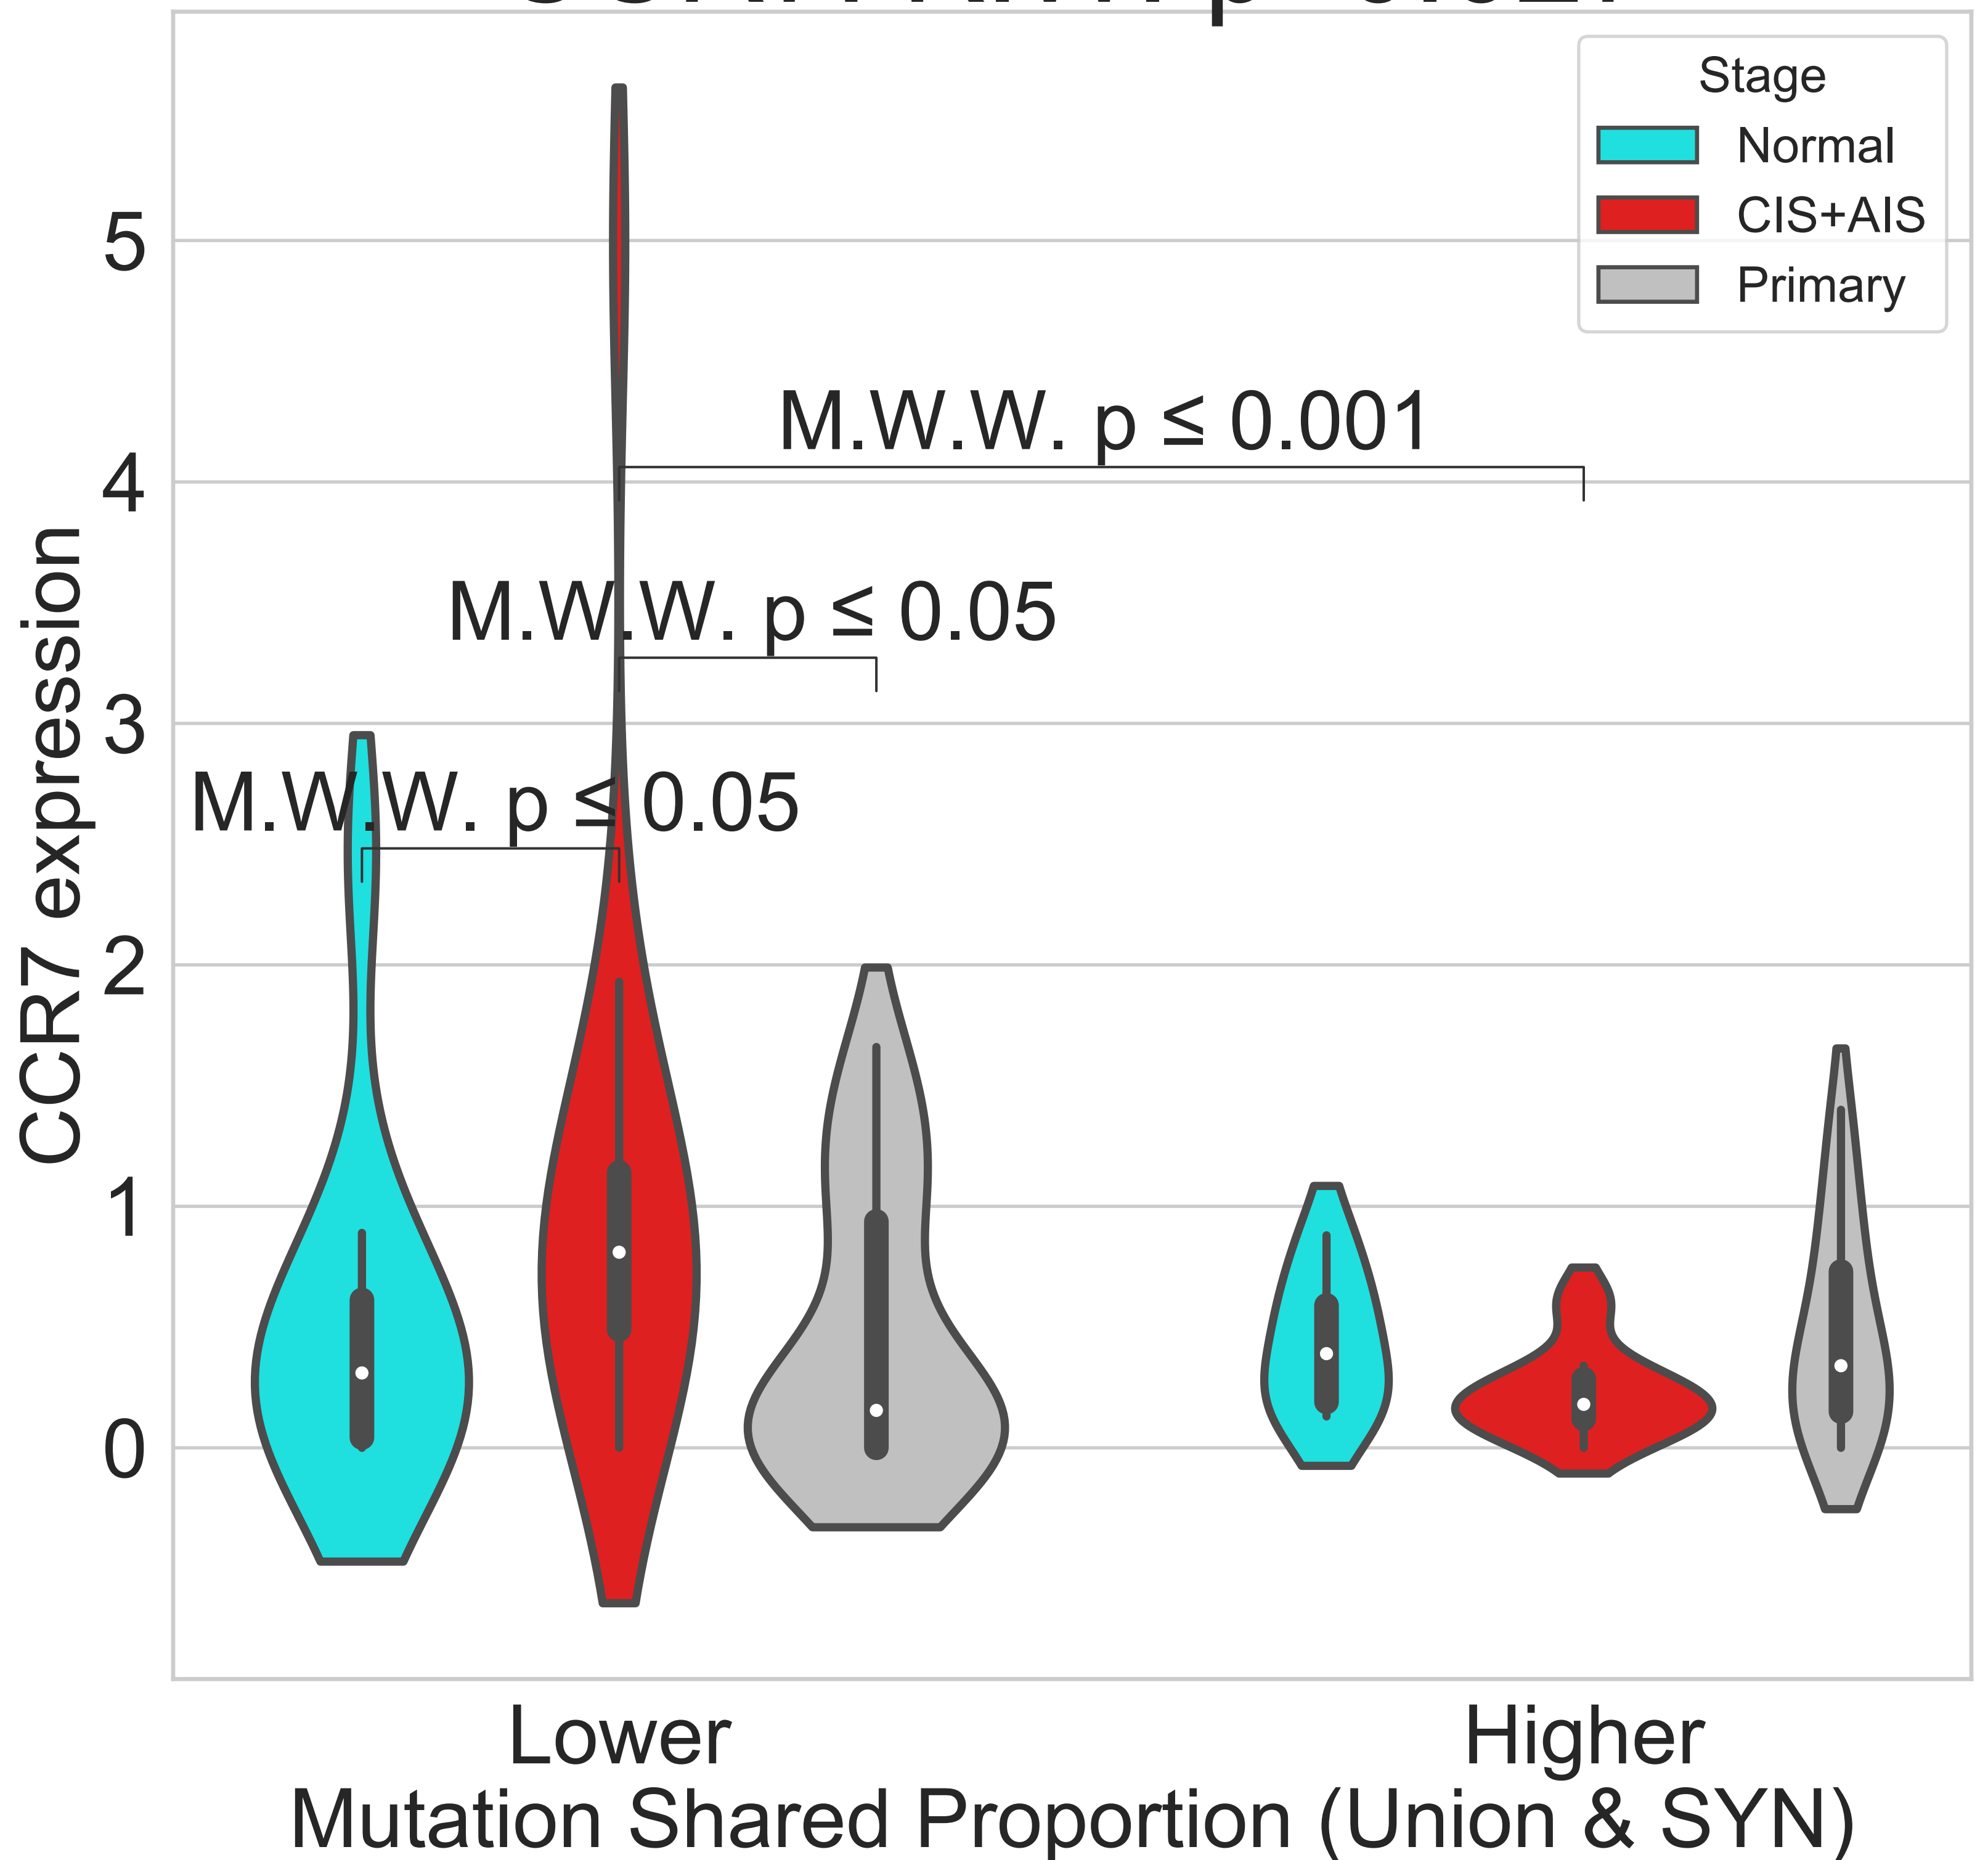 Stage
Normal
CIS+AIS
Primary
5
4
3
2
1
0
CCR7 expression
M.W.W. p ≤ 0.001
M.W.W. p ≤ 0.05
M.W.W. p ≤ 0.05
Lower
Higher
Mutation Shared Proportion (Union & SYN)